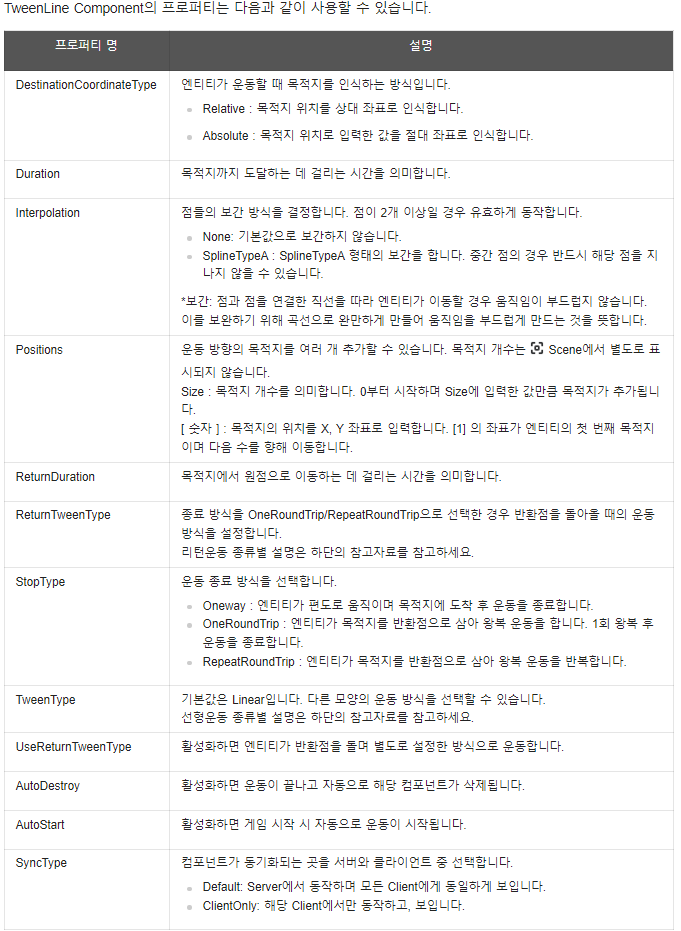 TweenLine Component의 프로퍼티는 다음과 같이 사용할 수 있습니다.
프로퍼티 명
설명
DestinationCoordinateType
엔티티가 운동할 때 목적지를 인식하는 방식입니다.
Relative : 목적지 위치를 상대 좌표로 인식합니다.
Absolute : 목적지 위치로 입력한 값을 절대 좌표로 인식합니다.
Duration
목적지까지 도달하는 데 걸리는 시간을 의미합니다.
Interpolation
점들의 보간 방식을 결정합니다. 점이 2개 이상일 경우 유효하게 동작합니다.
None: 기본값으로 보간하지 않습니다.
SplineTypeA : SplineTypeA 형태의 보간을 합니다. 중간 점의 경우 반드시 해당 점을 지
나지 않을 수 있습니다.
*보간: 점과 점을 연결한 직선을 따라 엔티티가 이동할 경우 움직임이 부드럽지 않습니다.
이를 보완하기 위해 곡선으로 완만하게 만들어 움직임을 부드럽게 만드는 것을 뜻합니다.
Positions
운동 방향의 목적지를 여러 개 추가할 수 있습니다. 목적지 개수는 Scene에서 별도로 표
시되지 않습니다.
Size : 목적지 개수를 의미합니다. 0부터 시작하며 Size에 입력한 값만큼 목적지가 추가됩니
다.
[ 숫자 ] : 목적지의 위치를 X, Y 좌표로 입력합니다. [1] 의 좌표가 엔티티의 첫 번째 목적지
이며 다음 수를 향해 이동합니다.
ReturnDuration
목적지에서 원점으로 이동하는 데 걸리는 시간을 의미합니다.
ReturnTweenType
종료 방식을 OneRoundTrip/RepeatRoundTrip으로 선택한 경우 반환점을 돌아올 때의 운동
방식을 설정합니다.
리턴운동 종류별 설명은 하단의 참고자료를 참고하세요.
StopType
운동 종료 방식을 선택합니다.
Oneway : 엔티티가 편도로 움직이며 목적지에 도착 후 운동을 종료합니다.
OneRoundTrip : 엔티티가 목적지를 반환점으로 삼아 왕복 운동을 합니다. 1회 왕복 후
운동을 종료합니다.
RepeatRoundTrip : 엔티티가 목적지를 반환점으로 삼아 왕복 운동을 반복합니다.
TweenType
기본값은 Linear입니다. 다른 모양의 운동 방식을 선택할 수 있습니다.
선형운동 종류별 설명은 하단의 참고자료를 참고하세요.
UseReturnTweenType
활성화하면 엔티티가 반환점을 돌며 별도로 설정한 방식으로 운동합니다.
AutoDestroy
활성화하면 운동이 끝나고 자동으로 해당 컴포넌트가 삭제됩니다.
AutoStart
활성화하면 게임 시작 시 자동으로 운동이 시작됩니다.
SyncType
컴포넌트가 동기화되는 곳을 서버와 클라이언트 중 선택합니다.
Default: Server에서 동작하며 모든 Client에게 동일하게 보입니다.
ClientOnly: 해당 Client에서만 동작하고, 보입니다.